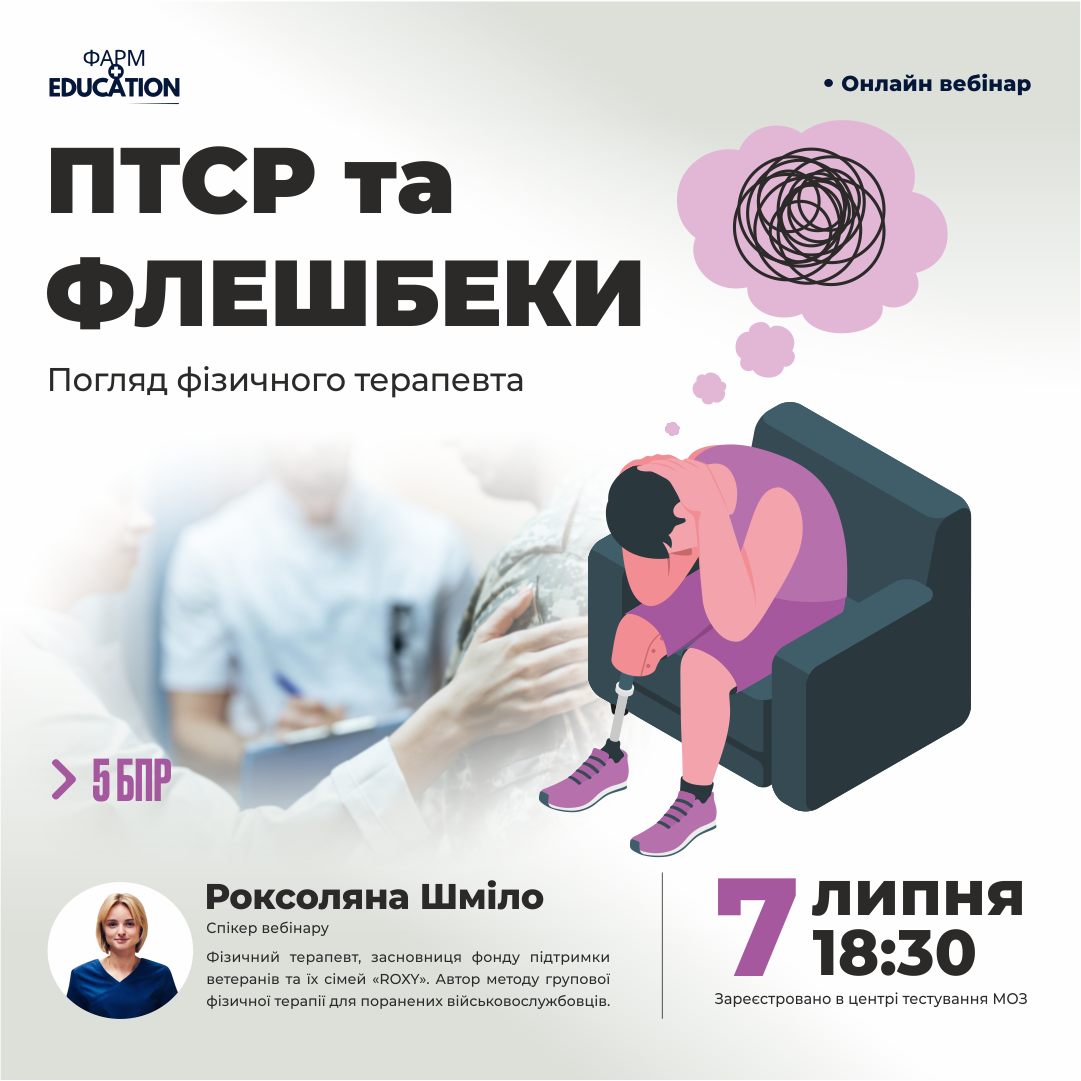 ФАРМ
EDUCATION
• Онлайн вебінар
ПТСР та
ФЛЕШБЕКИ
Погляд фізичного терапевта
5 БПР
Роксоляна Шміло
Спікер вебінару
Фізичний терапевт, засновниця фонду підтримки
ветеранів та їх сімей «ROXY». Автор методу групової
фізичної терапії для поранених військовослужбовців.
7 липня
18:30
Зареєстровано в центрі тестування МОЗ